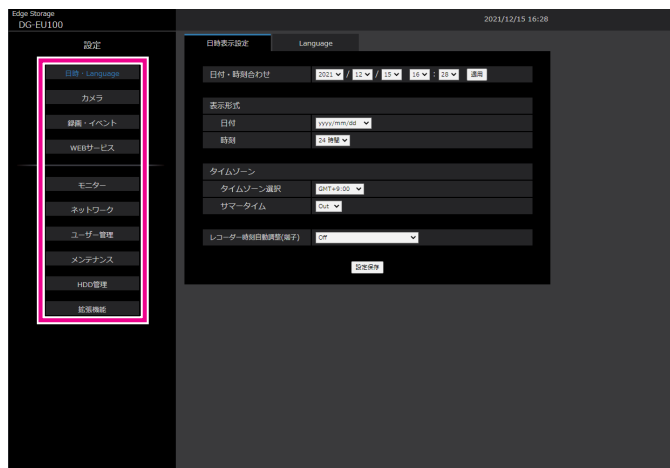 Edge Storage
DG-EU100
2021/12/15 16:28
設定
日時・Language
カメラ
録画・イベント
WEBサービス
モニター
ネットワーク
ユーザー管理
メンテナンス
HDD管理
拡張機能
日時表示設定 Language
日付・時刻合わせ 2021 / 12 / 15 16 : 28 適用
表示形式
日付 yyyy/mm/dd
時刻 24 時間
タイムゾーン
タイムゾーン選択 GMT+9:00
サマータイム Out
レコーダー時刻自動調整(端子) Off
設定保存